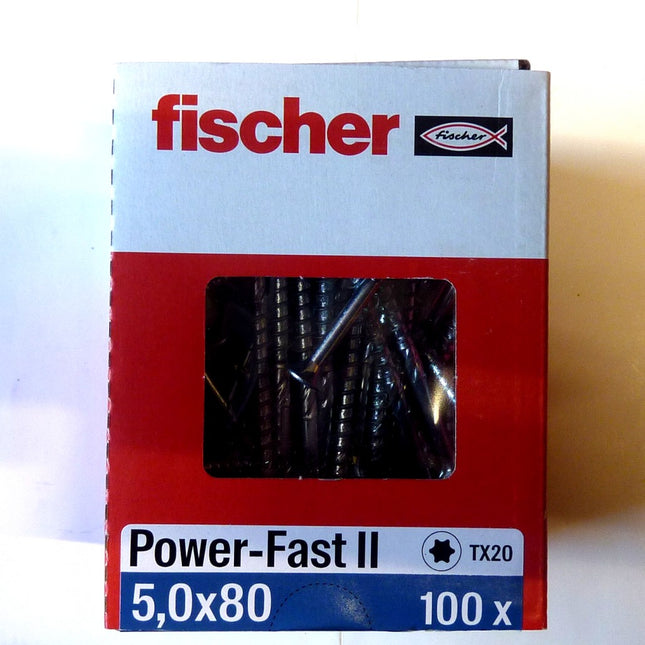 fischer
fischer
Power-Fast II
TX20
5,0x80
100 x